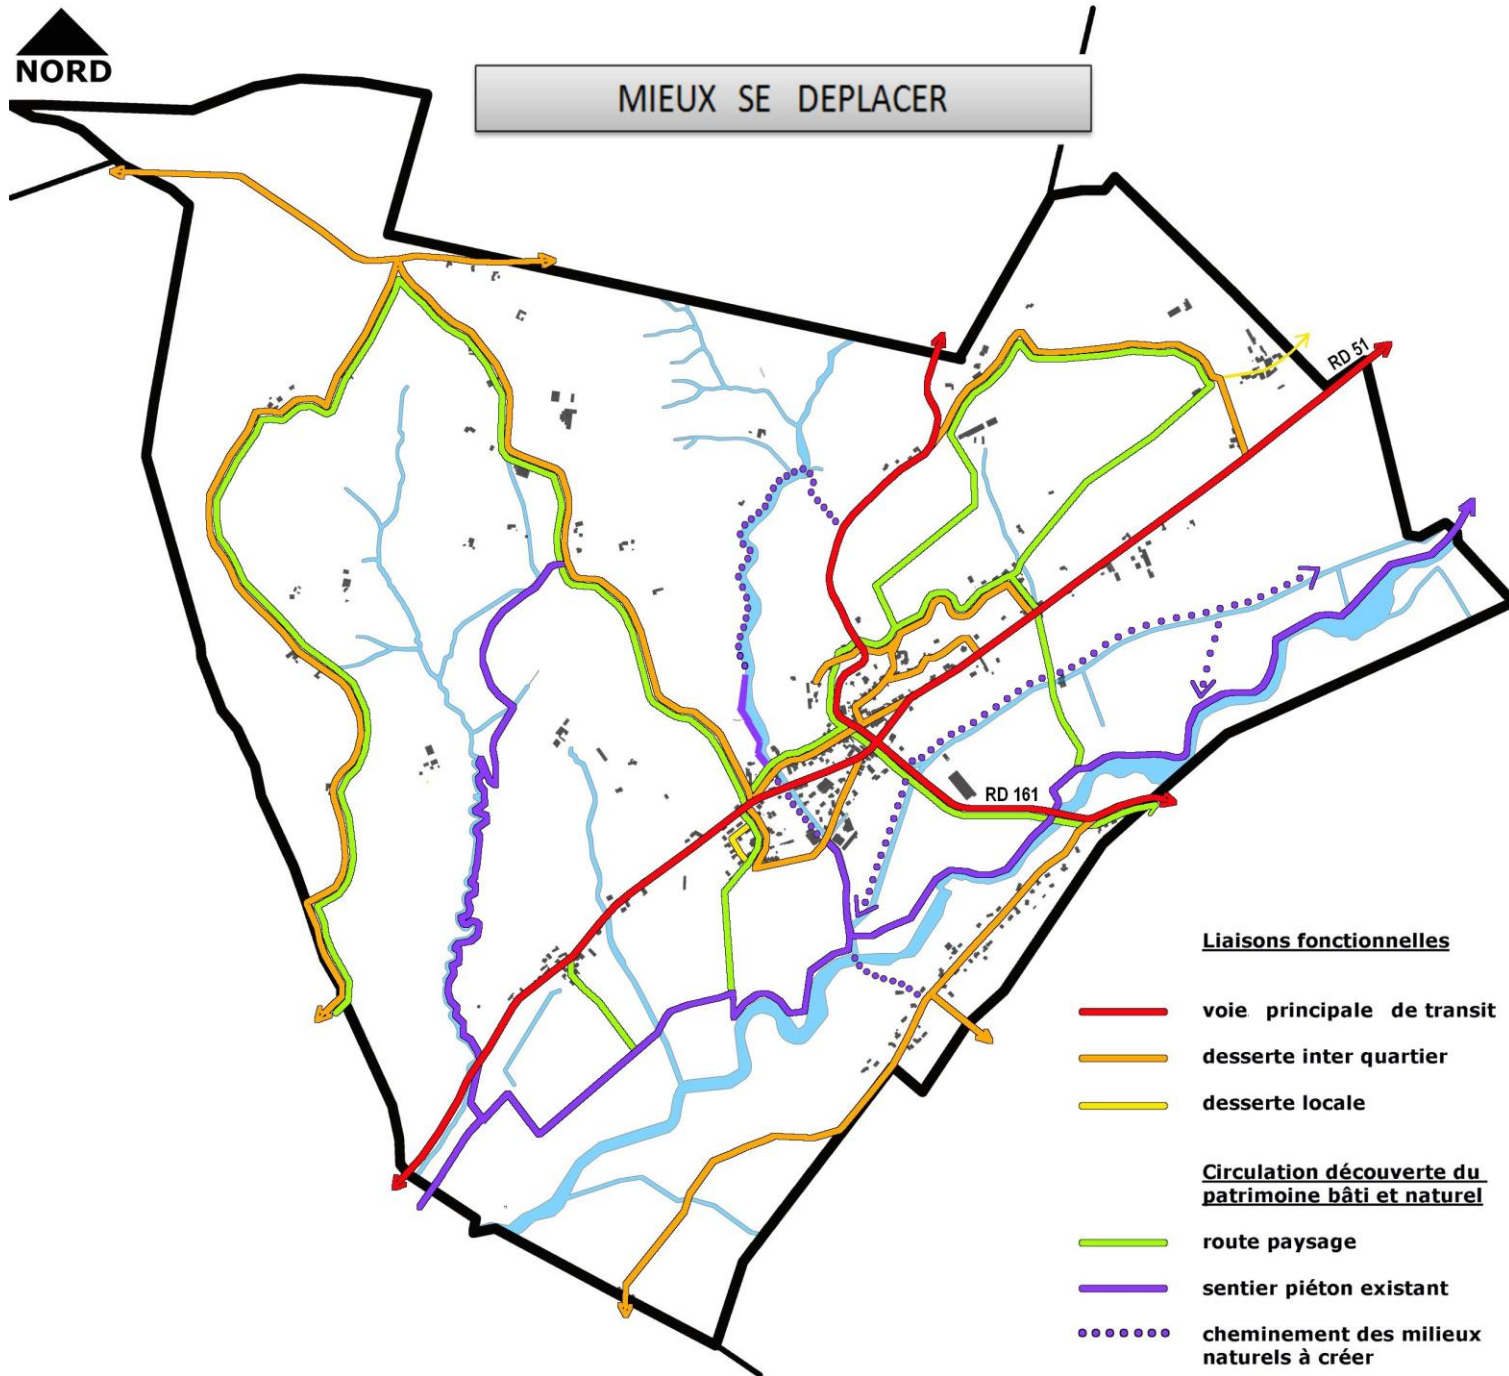 NORD
MIEUX SE DEPLACER
RD 51
RD 161
Liaisons fonctionnelles
voie principale de transit
desserte inter quartier
desserte locale
Circulation découverte du
patrimoine bâti et naturel
route paysage
sentier piéton existant
cheminement des milieux
naturels à créer